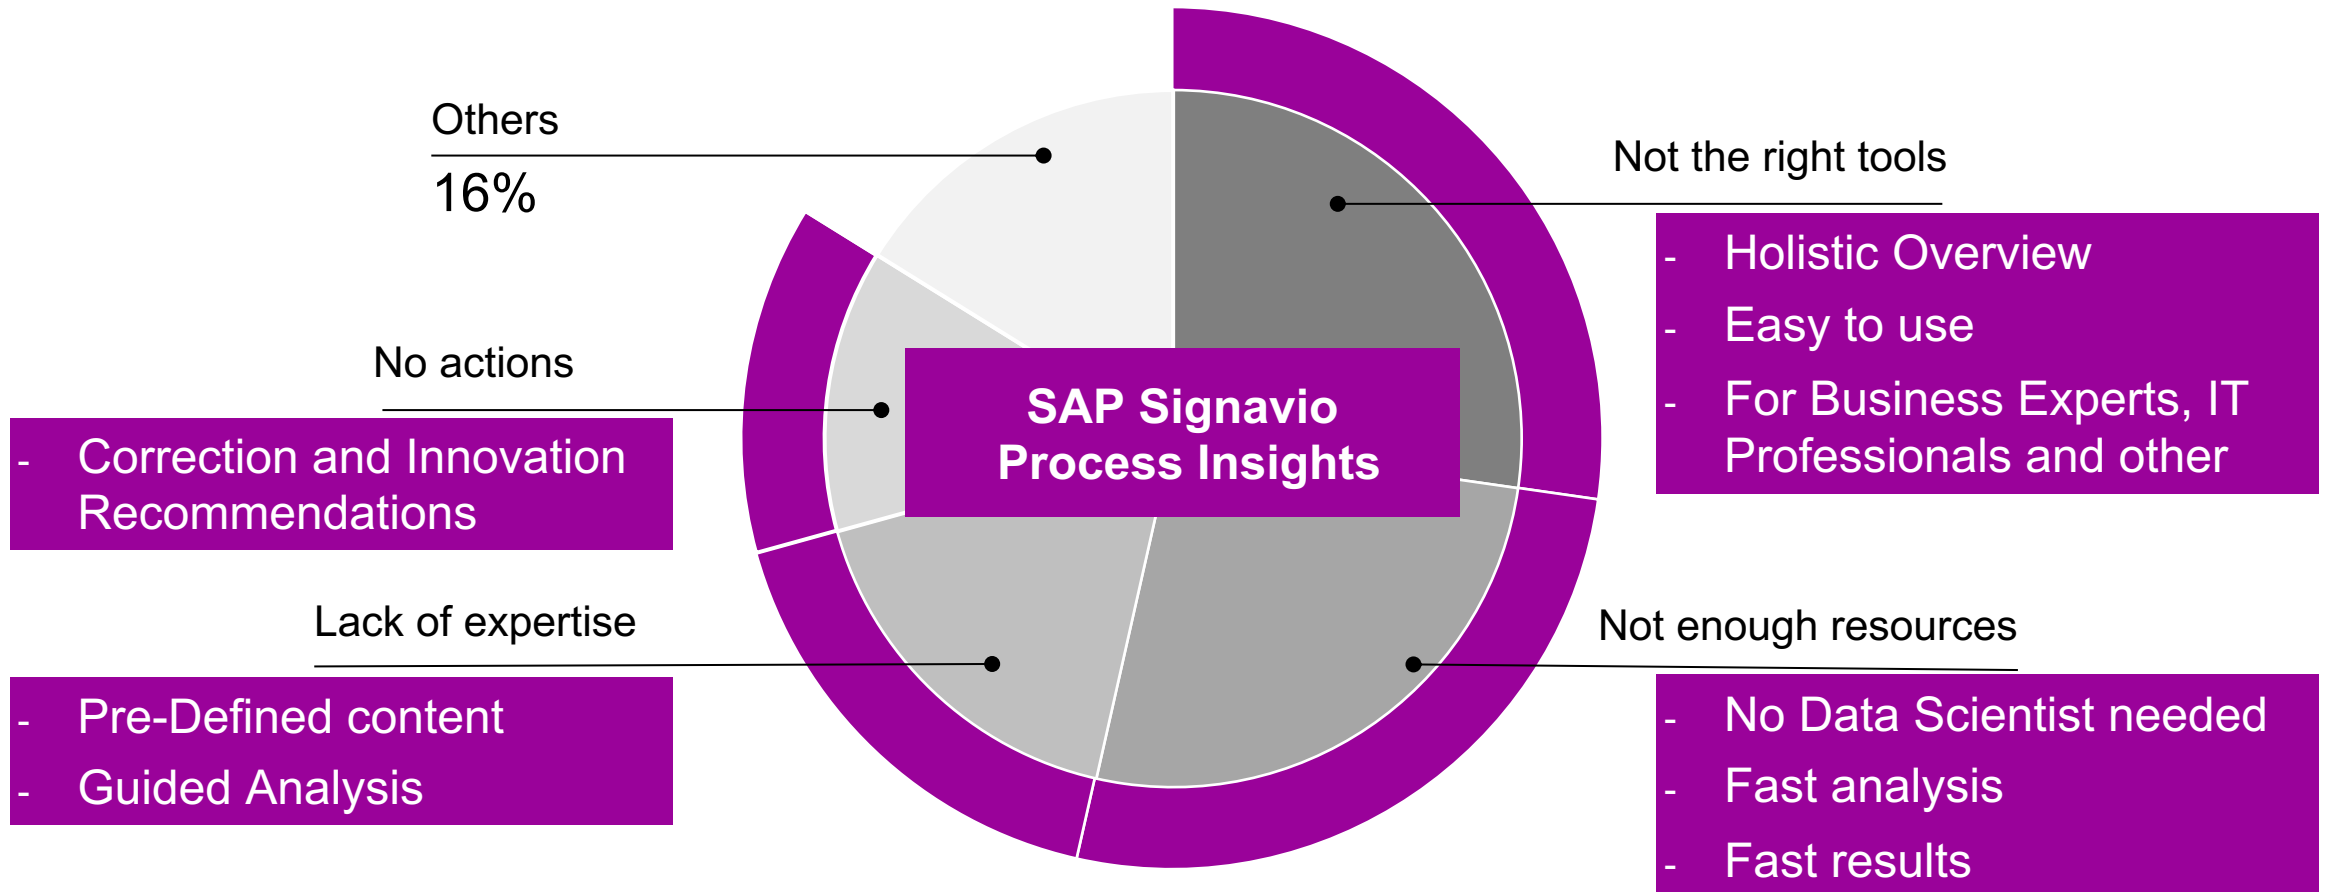 Others
16%
Not the right tools
- Holistic Overview
- Easy to use
- For Business Experts, IT
Professionals and other
No actions
- Correction and Innovation
Recommendations
SAP Signavio
Process Insights
Lack of expertise
- Pre-Defined content
- Guided Analysis
Not enough resources
- No Data Scientist needed
- Fast analysis
- Fast results